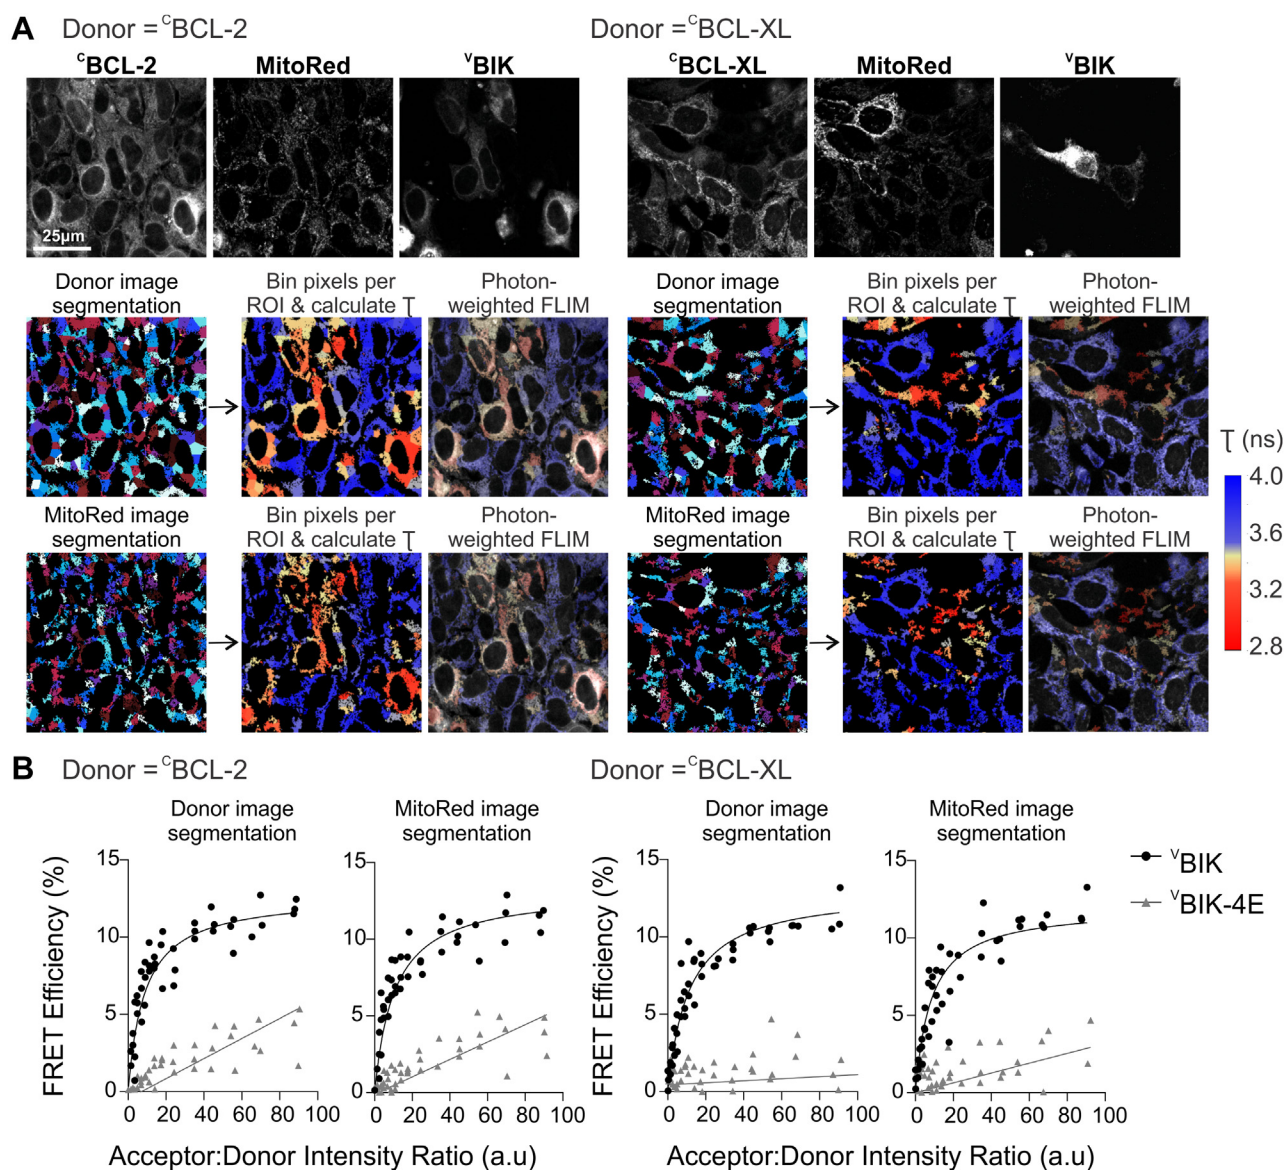 A Donor = ᶜBCL-2 Donor = ᶜBCL-XL
ᶜBCL-2 MitoRed ᵛBIK ᶜBCL-XL MitoRed ᵛBIK
25μm
Donor image segmentation
Bin pixels per ROI & calculate Ʈ
Photon-weighted FLIM
Donor image segmentation
Bin pixels per ROI & calculate Ʈ
Photon-weighted FLIM
MitoRed image segmentation
Bin pixels per ROI & calculate Ʈ
Photon-weighted FLIM
MitoRed image segmentation
Bin pixels per ROI & calculate Ʈ
Photon-weighted FLIM
Ʈ (ns)
4.0
3.6
3.2
2.8
B Donor = ᶜBCL-2 Donor = ᶜBCL-XL
Donor image
segmentation
MitoRed image
segmentation
Donor image
segmentation
MitoRed image
segmentation
FRET Efficiency (%)
15
10
5
0
0 20 40 60 80 100
15
10
5
0
0 20 40 60 80 100
Acceptor:Donor Intensity Ratio (a.u)
FRET Efficiency (%)
15
10
5
0
0 20 40 60 80 100
15
10
5
0
0 20 40 60 80 100
Acceptor:Donor Intensity Ratio (a.u)
ᵛBIK
ᵛBIK-4E